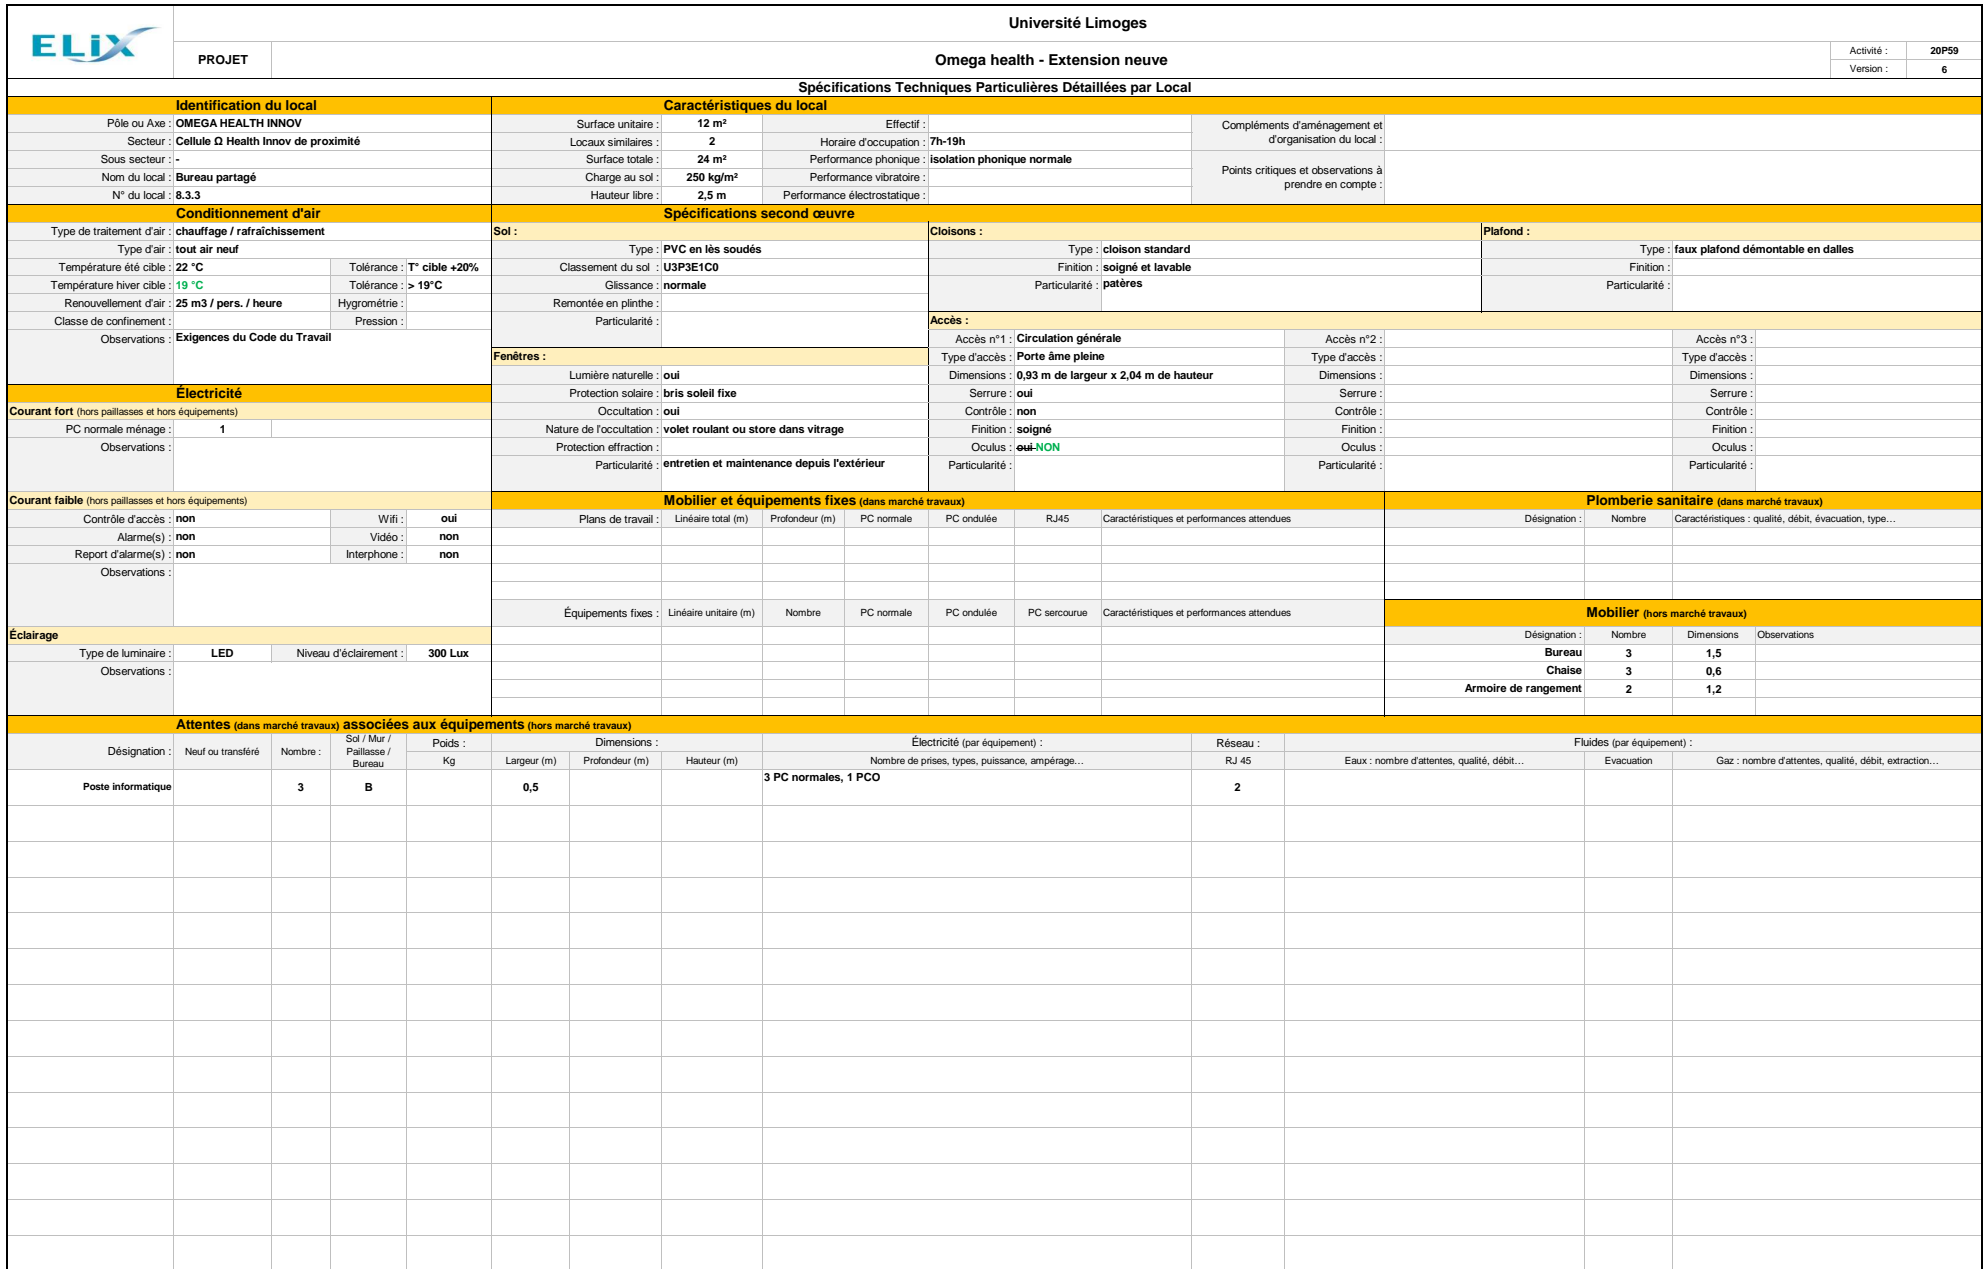 ELiX
Université Limoges
PROJET
Omega health - Extension neuve
Activité : 20P59
Version : 6
Spécifications Techniques Particulières Détaillées par Local
Identification du local
Pôle ou Axe : OMEGA HEALTH INNOV
Secteur : Cellule Ω Health Innov de proximité
Sous secteur : -
Nom du local : Bureau partagé
N° du local : 8.3.3
Caractéristiques du local
Surface unitaire : 12 m²
Locaux similaires : 2
Surface totale : 24 m²
Charge au sol : 250 kg/m²
Hauteur libre : 2,5 m
Effectif :
Horaire d'occupation : 7h-19h
Performance phonique : isolation phonique normale
Performance vibratoire :
Performance électrostatique :
Compléments d'aménagement et
d'organisation du local :
Points critiques et observations à
prendre en compte :
Conditionnement d'air
Type de traitement d'air : chauffage / rafraîchissement
Type d'air : tout air neuf
Température été cible : 22 °C Tolérance : T° cible +20%
Température hiver cible : 19 °C Tolérance : > 19°C
Renouvellement d'air : 25 m3 / pers. / heure Hygrométrie :
Classe de confinement : Pression :
Observations : Exigences du Code du Travail
Spécifications second œuvre
Sol :
Type : PVC en lès soudés
Classement du sol : U3P3E1C0
Glissance : normale
Remontée en plinthe :
Particularité :
Cloisons :
Type : cloison standard
Finition : soigné et lavable
Particularité : patères
Plafond :
Type : faux plafond démontable en dalles
Finition :
Particularité :
Fenêtres :
Lumière naturelle : oui
Protection solaire : bris soleil fixe
Occultation : oui
Nature de l'occultation : volet roulant ou store dans vitrage
Protection effraction :
Particularité : entretien et maintenance depuis l'extérieur
Accès :
Accès n°1 : Circulation générale
Type d'accès : Porte âme pleine
Dimensions : 0,93 m de largeur x 2,04 m de hauteur
Serrure : oui
Contrôle : non
Finition : soigné
Oculus : oui NON
Particularité :
Accès n°2 :
Type d'accès :
Dimensions :
Serrure :
Contrôle :
Finition :
Oculus :
Particularité :
Accès n°3 :
Type d'accès :
Dimensions :
Serrure :
Contrôle :
Finition :
Oculus :
Particularité :
Électricité
Courant fort (hors paillasses et hors équipements)
PC normale ménage : 1
Observations :
Courant faible (hors paillasses et hors équipements)
Contrôle d'accès : non Wifi : oui
Alarme(s) : non Vidéo : non
Report d'alarme(s) : non Interphone : non
Observations :
Éclairage
Type de luminaire : LED Niveau d'éclairement : 300 Lux
Observations :
Mobilier et équipements fixes (dans marché travaux)
Plans de travail : Linéaire total (m) Profondeur (m) PC normale PC ondulée RJ45 Caractéristiques et performances attendues
Équipements fixes : Linéaire unitaire (m) Nombre PC normale PC ondulée PC sercourue Caractéristiques et performances attendues
Plomberie sanitaire (dans marché travaux)
Désignation : Nombre Caractéristiques : qualité, débit, évacuation, type…
Mobilier (hors marché travaux)
Désignation : Nombre Dimensions Observations
Bureau 3 1,5
Chaise 3 0,6
Armoire de rangement 2 1,2
Attentes (dans marché travaux) associées aux équipements (hors marché travaux)
Désignation : Neuf ou transféré Nombre :
Sol / Mur /
Paillasse /
Bureau
Poids :
Kg
Dimensions :
Largeur (m) Profondeur (m) Hauteur (m)
Électricité (par équipement) :
Nombre de prises, types, puissance, ampérage…
Réseau :
RJ 45
Fluides (par équipement) :
Eaux : nombre d'attentes, qualité, débit… Evacuation Gaz : nombre d'attentes, qualité, débit, extraction…
Poste informatique 3 B 0,5 3 PC normales, 1 PCO 2